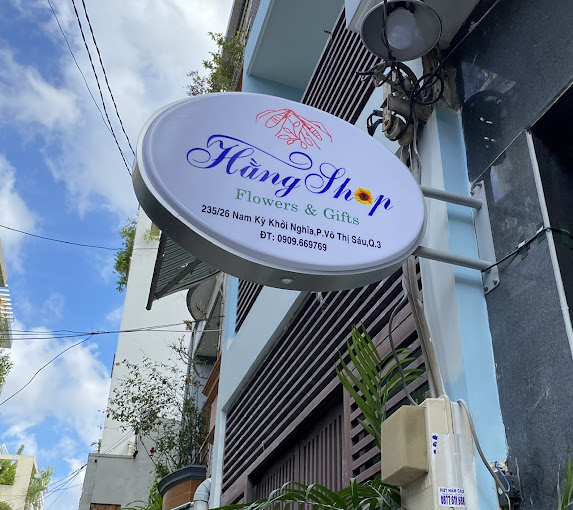 Hằng Shop
Flowers & Gifts
235/26 Nam Kỳ Khởi Nghĩa,P.Võ Thị Sáu,Q.3
ĐT: 0909.669769